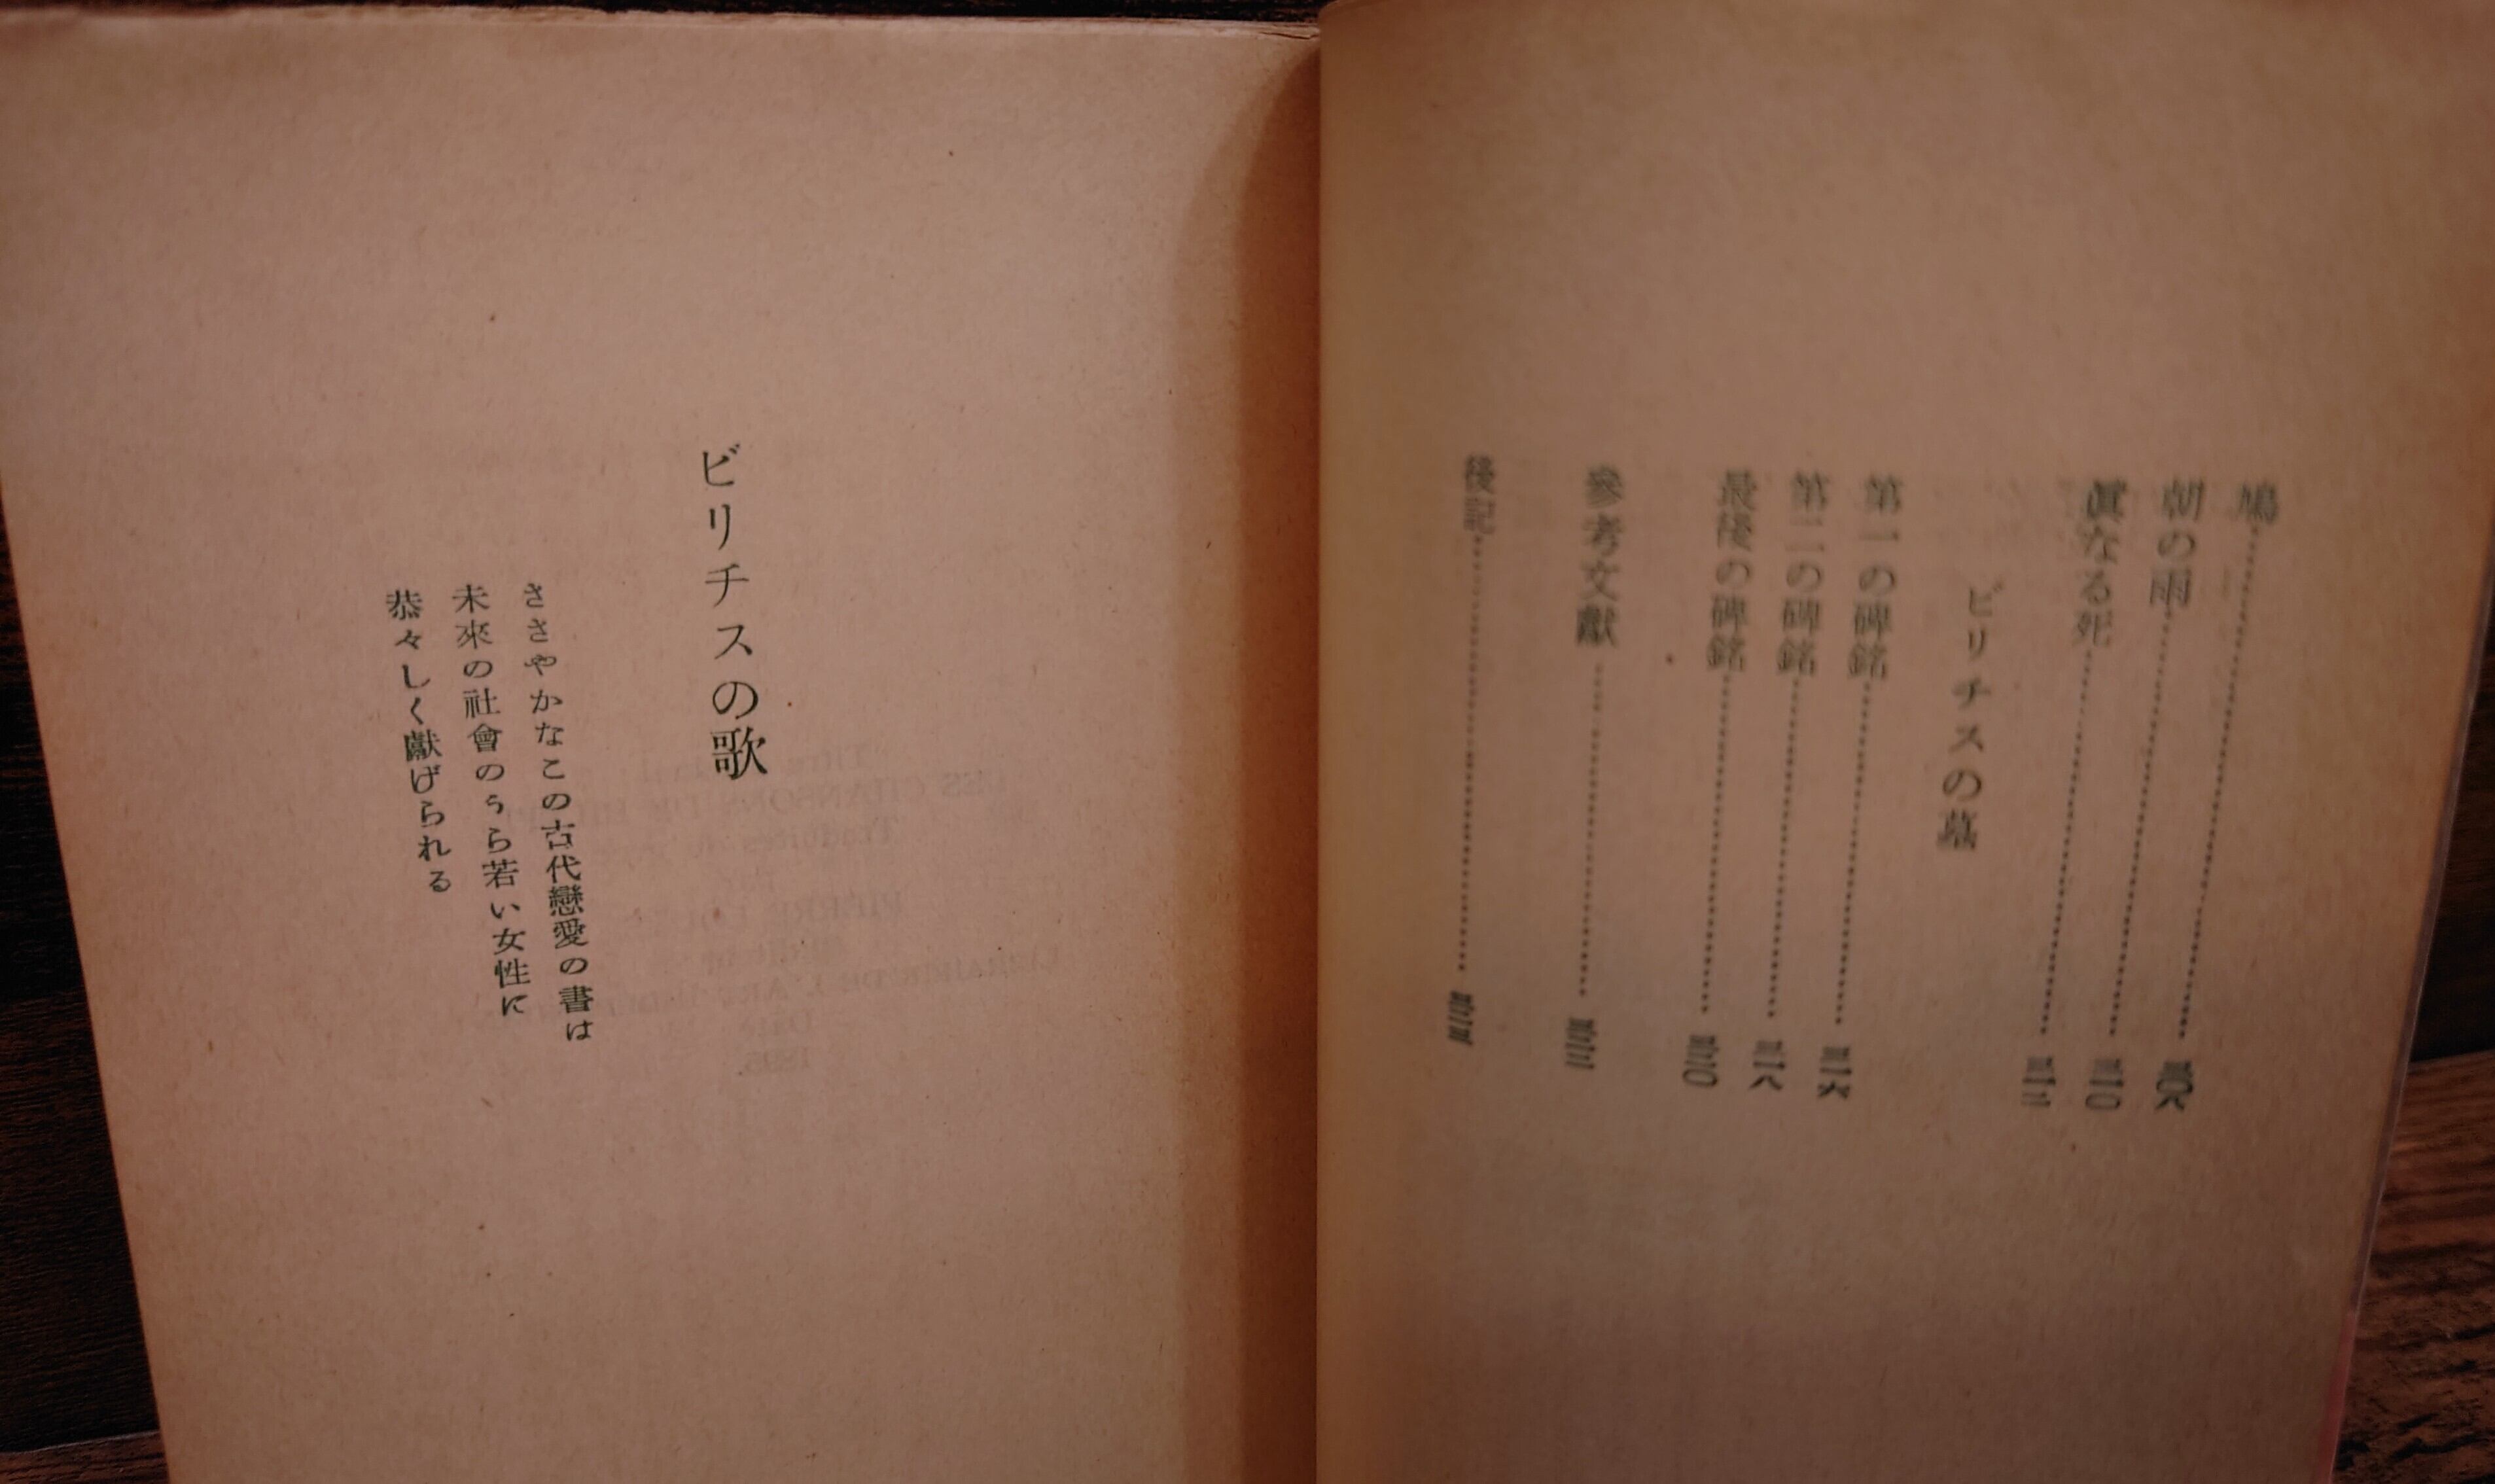 鳩
朝の雨
眞なる死
ビリチスの墓
第一の碑銘
第二の碑銘
最後の碑銘
參考文獻
後記
ビリチスの歌
ささやかなこの古代戀愛の書は
未來の社會のうら若い女性に
恭々しく獻げられる